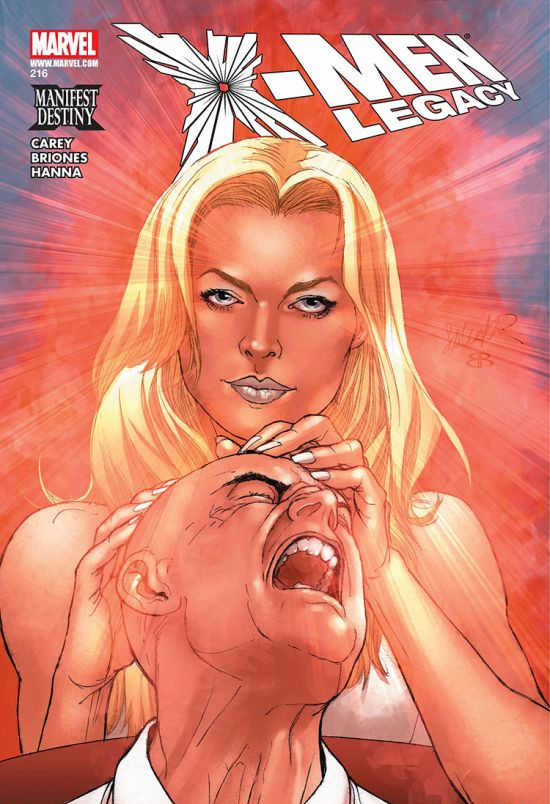 MARVEL
WWW.MARVEL.COM
216
MANIFEST
DESTINY
CAREY
BRIONES
HANNA
X-MEN®
LEGACY